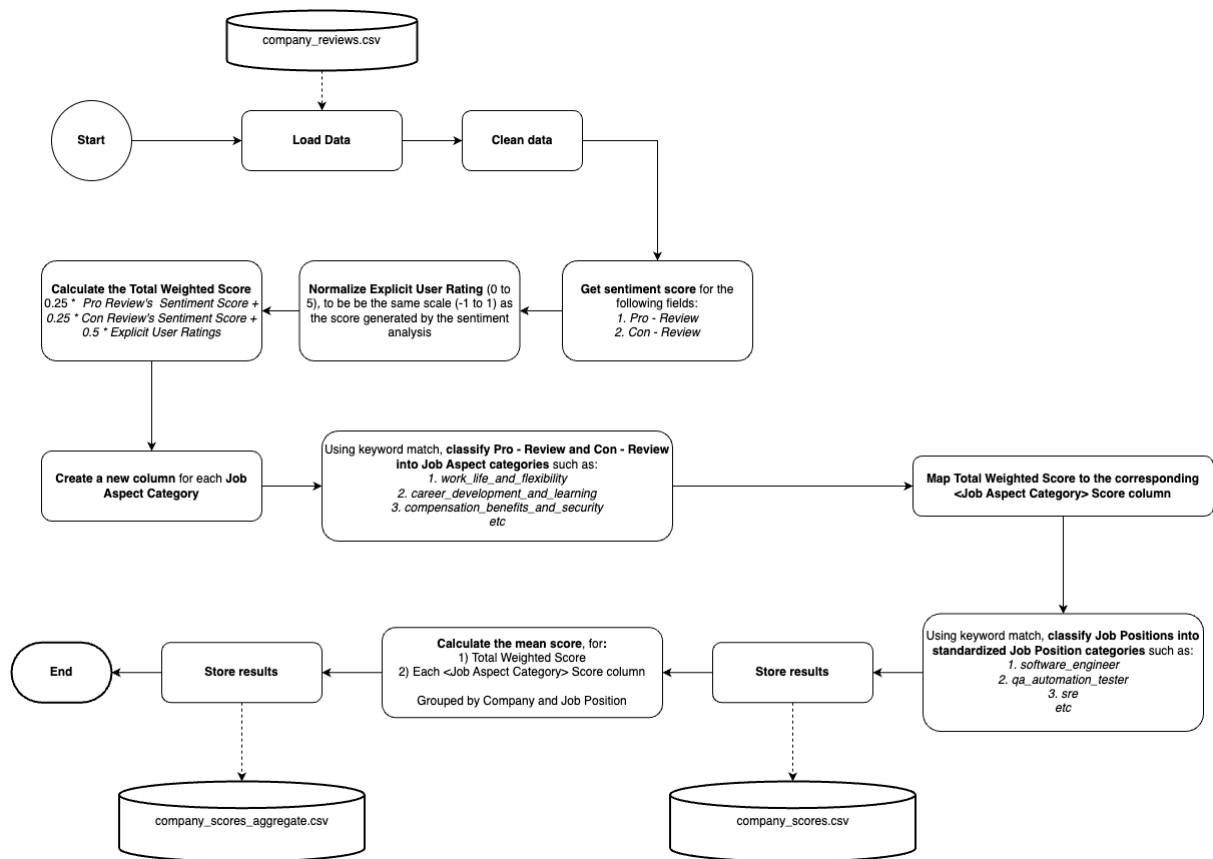 company_reviews.csv
Start
Load Data
Clean data
Get sentiment score for the
following fields:
1. Pro - Review
2. Con - Review
Normalize Explicit User Rating (0 to
5), to be be the same scale (-1 to 1) as
the score generated by the sentiment
analysis
Calculate the Total Weighted Score
0.25 * Pro Review's Sentiment Score +
0.25 * Con Review's Sentiment Score +
0.5 * Explicit User Ratings
Create a new column for each Job
Aspect Category
Using keyword match, classify Pro - Review and Con - Review
into Job Aspect categories such as:
1. work_life_and_flexibility
2. career_development_and_learning
3. compensation_benefits_and_security
etc
Map Total Weighted Score to the corresponding
<Job Aspect Category> Score column
Using keyword match, classify Job Positions into
standardized Job Position categories such as:
1. software_engineer
2. qa_automation_tester
3. sre
etc
Store results
company_scores.csv
Calculate the mean score, for:
1) Total Weighted Score
2) Each <Job Aspect Category> Score column
Grouped by Company and Job Position
Store results
company_scores_aggregate.csv
End